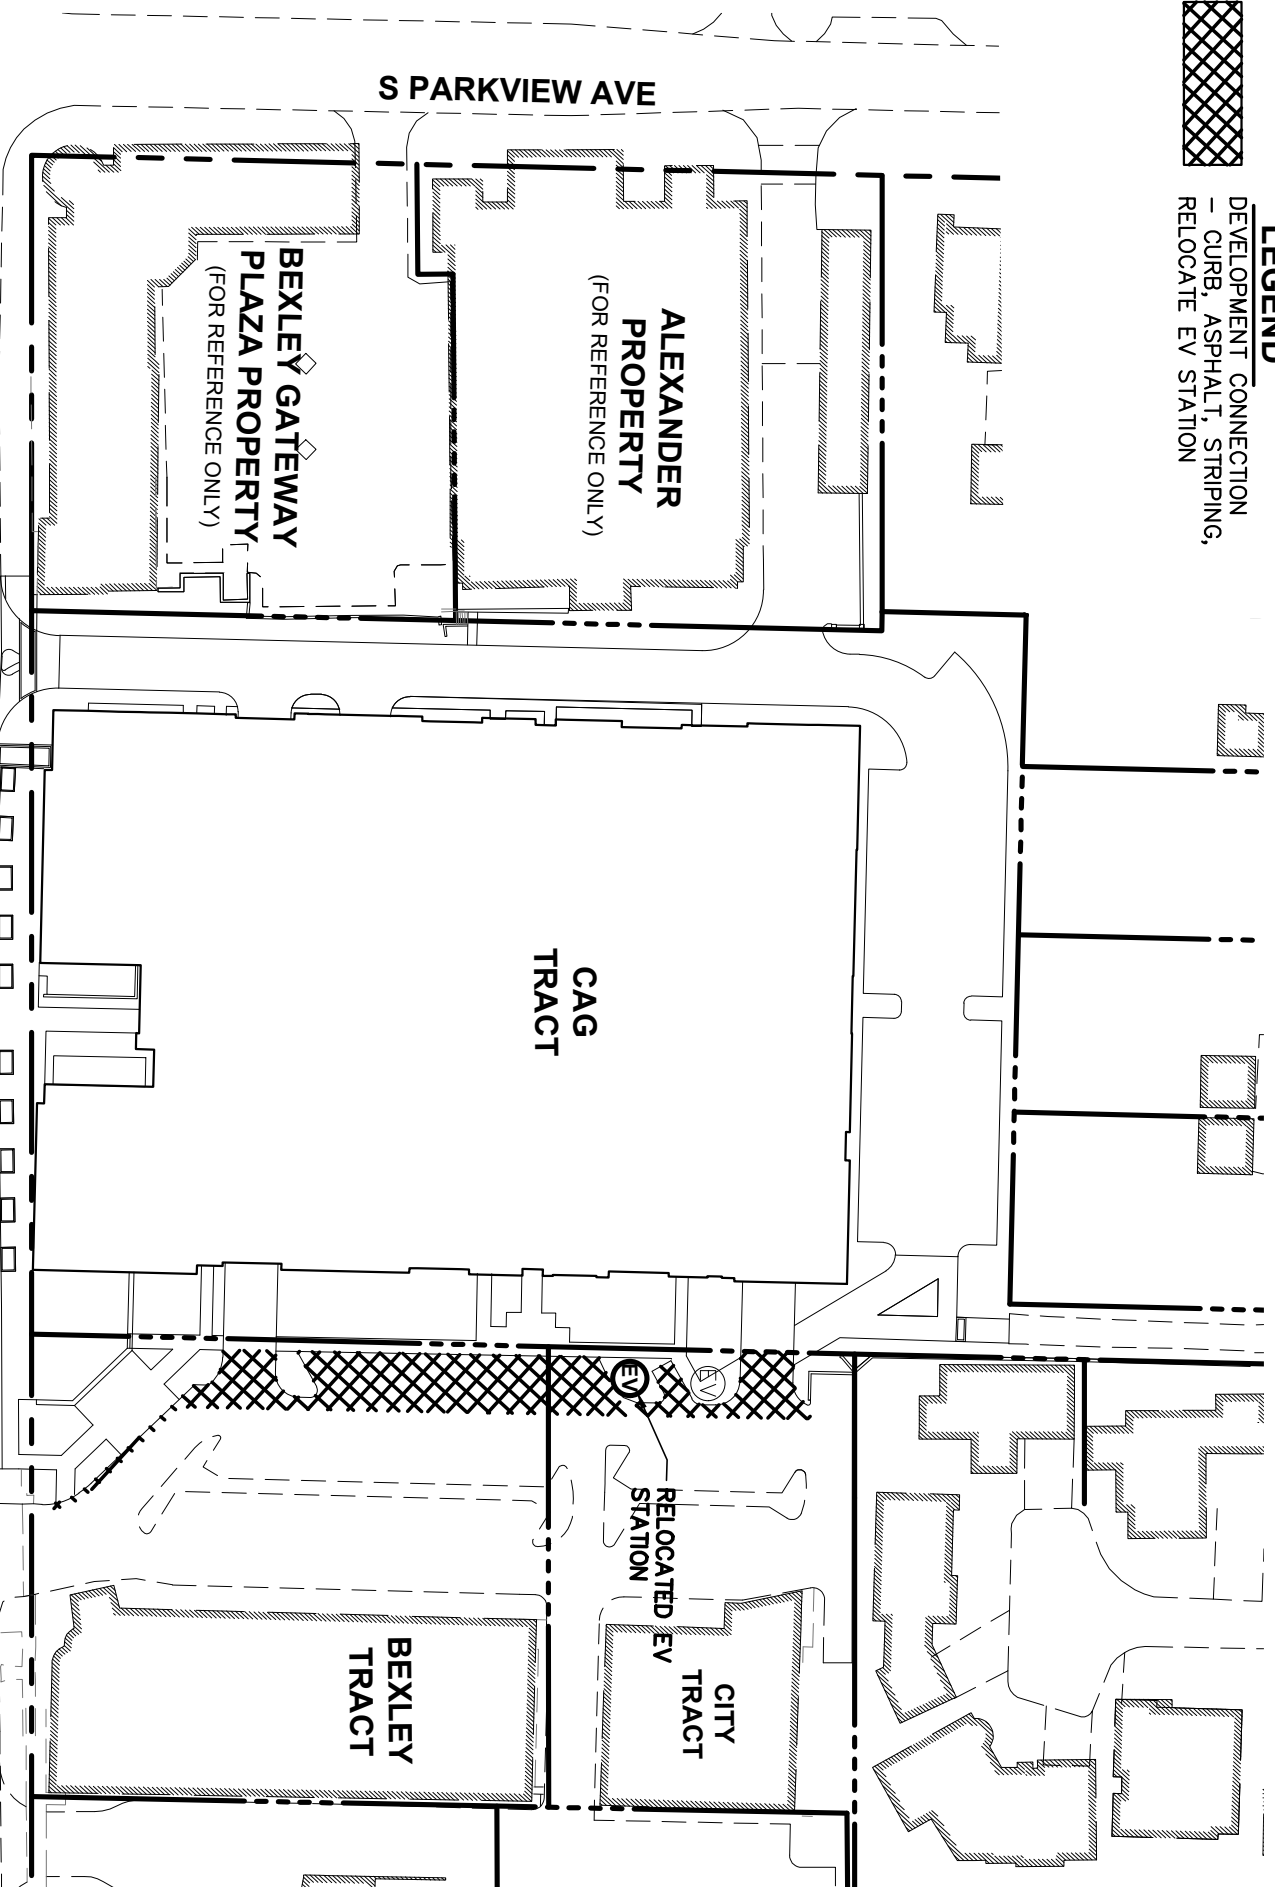 LEGEND
DEVELOPMENT CONNECTION
- CURB, ASPHALT, STRIPING,
RELOCATE EV STATION
S PARKVIEW AVE
ALEXANDER
PROPERTY
(FOR REFERENCE ONLY)
BEXLEY GATEWAY
PLAZA PROPERTY
(FOR REFERENCE ONLY)
CAG
TRACT
EV
EV
RELOCATED EV
STATION
CITY
TRACT
BEXLEY
TRACT